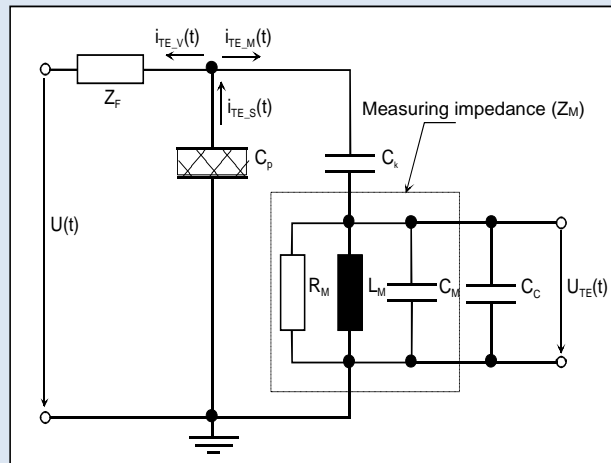 i_TE_V(t) i_TE_M(t)
Z_F
i_TE_S(t)
Measuring impedance (Z_M)
C_p
C_k
U(t)
R_M L_M C_M C_C U_TE(t)